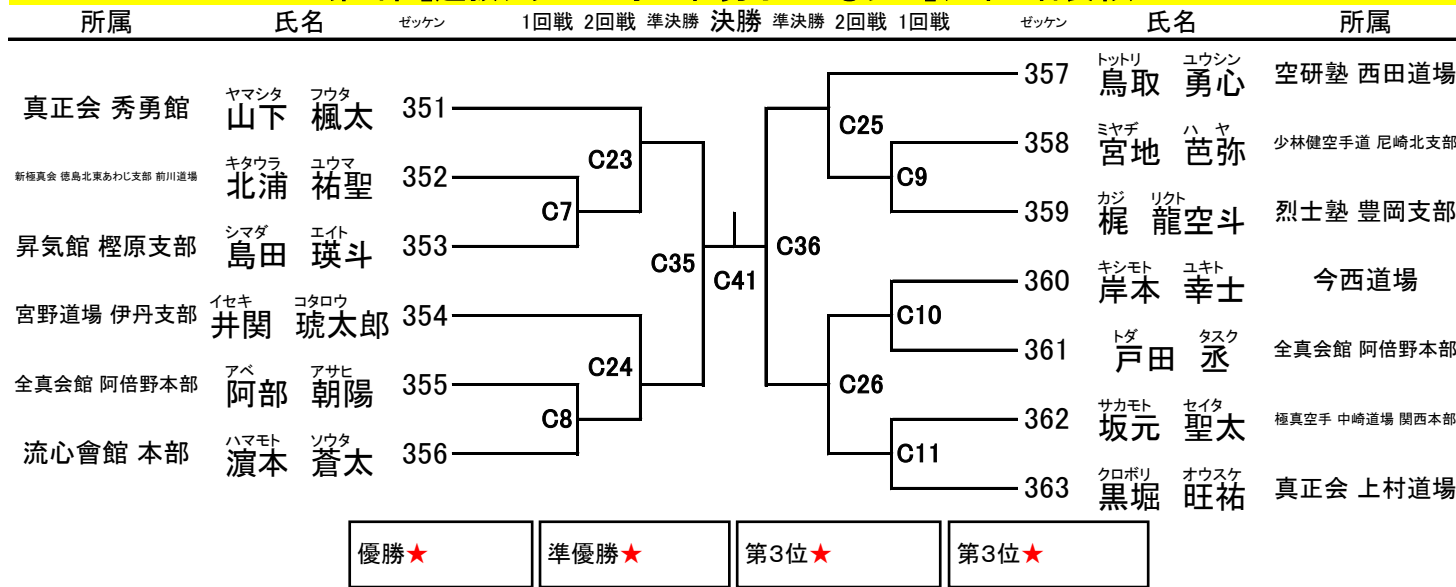 所属 氏名 ゼッケン 1回戦 2回戦 準決勝 決勝 準決勝 2回戦 1回戦 ゼッケン 氏名 所属
トットリ ユウシン
357 鳥取 勇心 空研塾 西田道場
ヤマシタ フウタ
真正会 秀勇館 山下 楓太 351
C25
ミヤヂ ハヤ
358 宮地 芭弥 少林健空手道 尼崎北支部
C23
キタウラ ユウマ
新極真会 徳島北東あわじ支部 前川道場 北浦 祐聖 352
C9
C7
カジ リクト
359 梶 龍空斗 烈士塾 豊岡支部
シマダ エイト
昇気館 橿原支部 島田 瑛斗 353
C35 C41 C36
キシモト ユキト
360 岸本 幸士 今西道場
イセキ コタロウ
宮野道場 伊丹支部 井関 琥太郎 354
C10
トダ タスク
361 戸田 丞 全真会館 阿倍野本部
C24
アベ アサヒ
全真会館 阿倍野本部 阿部 朝陽 355
C26
C8
サカモト セイタ
362 坂元 聖太 極真空手 中崎道場 関西本部
ハマモト ソウタ
流心會館 本部 濵本 蒼太 356
C11
クロボリ オウスケ
363 黒堀 旺祐 真正会 上村道場
優勝★ 準優勝★ 第3位★ 第3位★